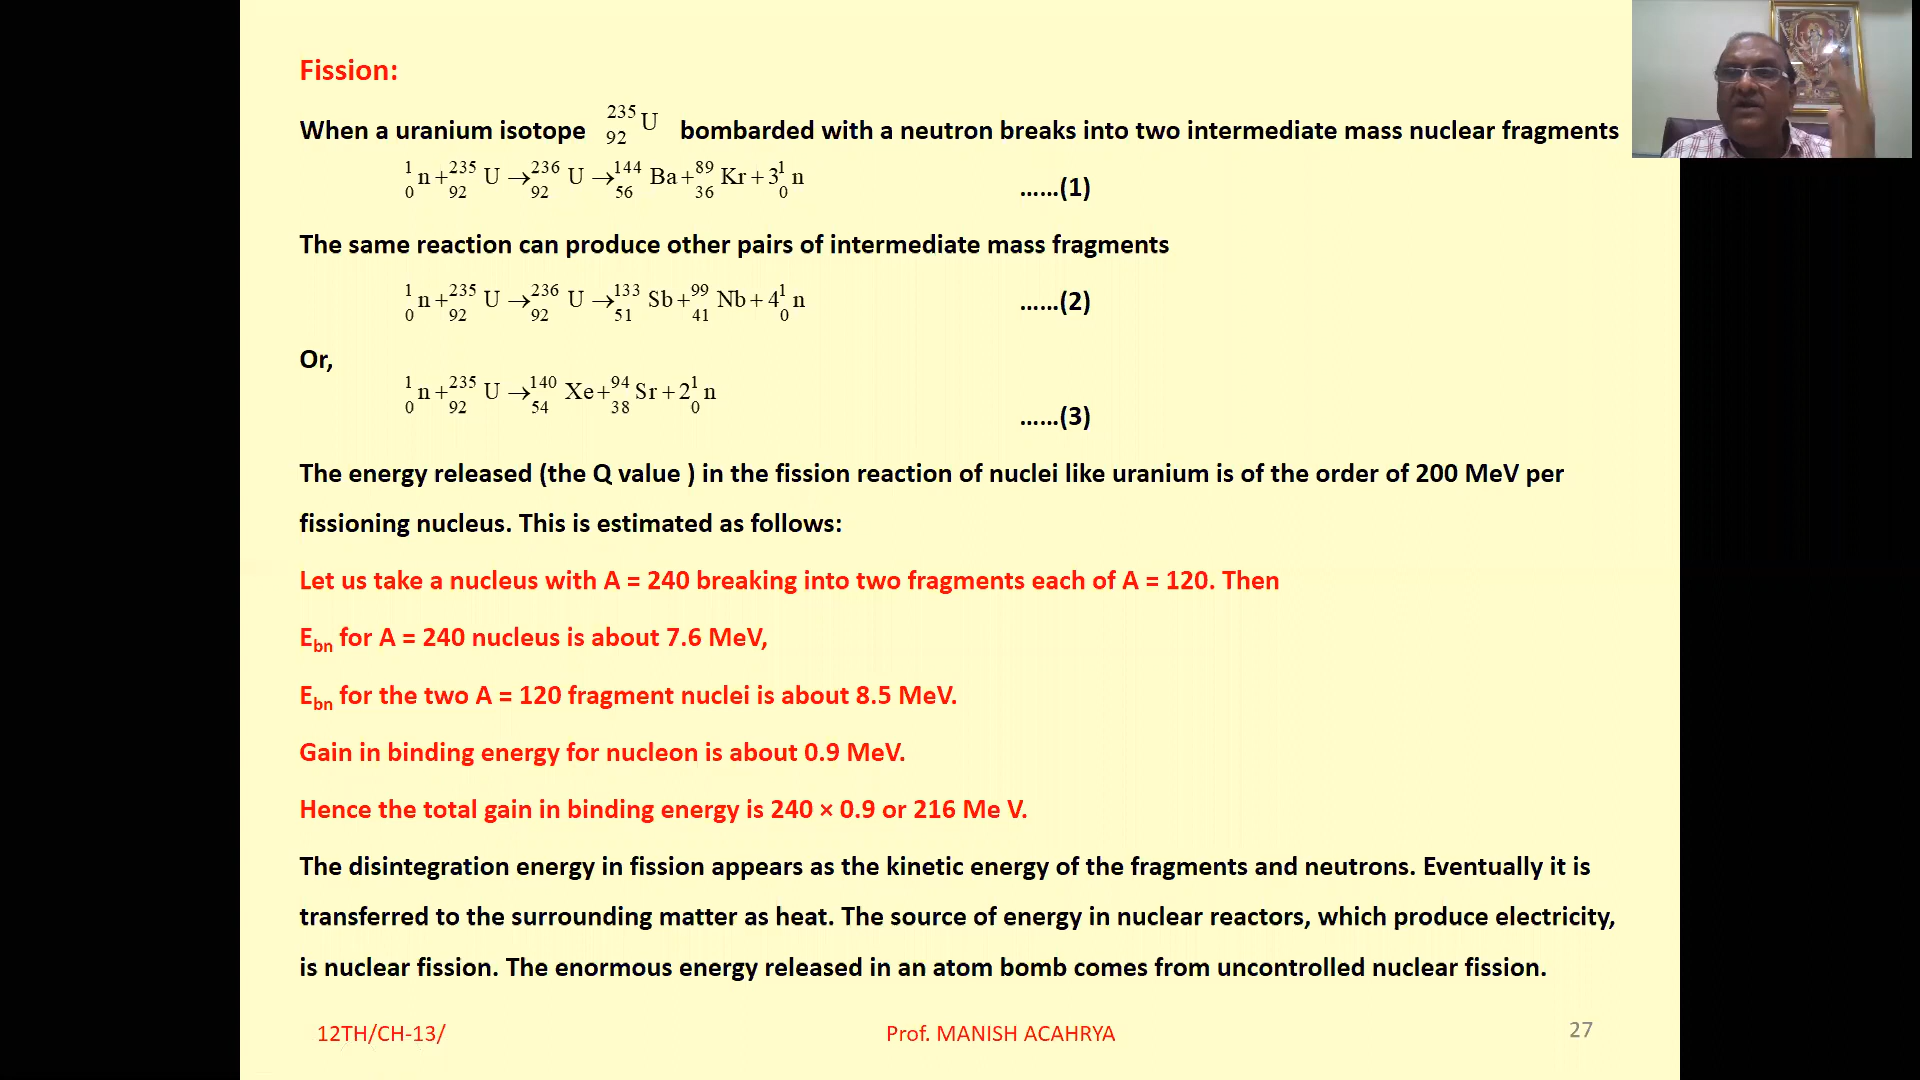 Fission:
When a uranium isotope ²³⁵₉₂U bombarded with a neutron breaks into two intermediate mass nuclear fragments
¹₀n+²³⁵₉₂U→²³⁶₉₂U→¹⁴⁴₅₆Ba+⁸⁹₃₆Kr+3¹₀n ......(1)
The same reaction can produce other pairs of intermediate mass fragments
¹₀n+²³⁵₉₂U→²³⁶₉₂U→¹³³₅₁Sb+⁹⁹₄₁Nb+4¹₀n ......(2)
Or,
¹₀n+²³⁵₉₂U→¹⁴⁰₅₄Xe+⁹⁴₃₈Sr+2¹₀n ......(3)
The energy released (the Q value ) in the fission reaction of nuclei like uranium is of the order of 200 MeV per
fissioning nucleus. This is estimated as follows:
Let us take a nucleus with A = 240 breaking into two fragments each of A = 120. Then
Ebn for A = 240 nucleus is about 7.6 MeV,
Ebn for the two A = 120 fragment nuclei is about 8.5 MeV.
Gain in binding energy for nucleon is about 0.9 MeV.
Hence the total gain in binding energy is 240 × 0.9 or 216 Me V.
The disintegration energy in fission appears as the kinetic energy of the fragments and neutrons. Eventually it is
transferred to the surrounding matter as heat. The source of energy in nuclear reactors, which produce electricity,
is nuclear fission. The enormous energy released in an atom bomb comes from uncontrolled nuclear fission.
12TH/CH-13/ Prof. MANISH ACAHRYA 27